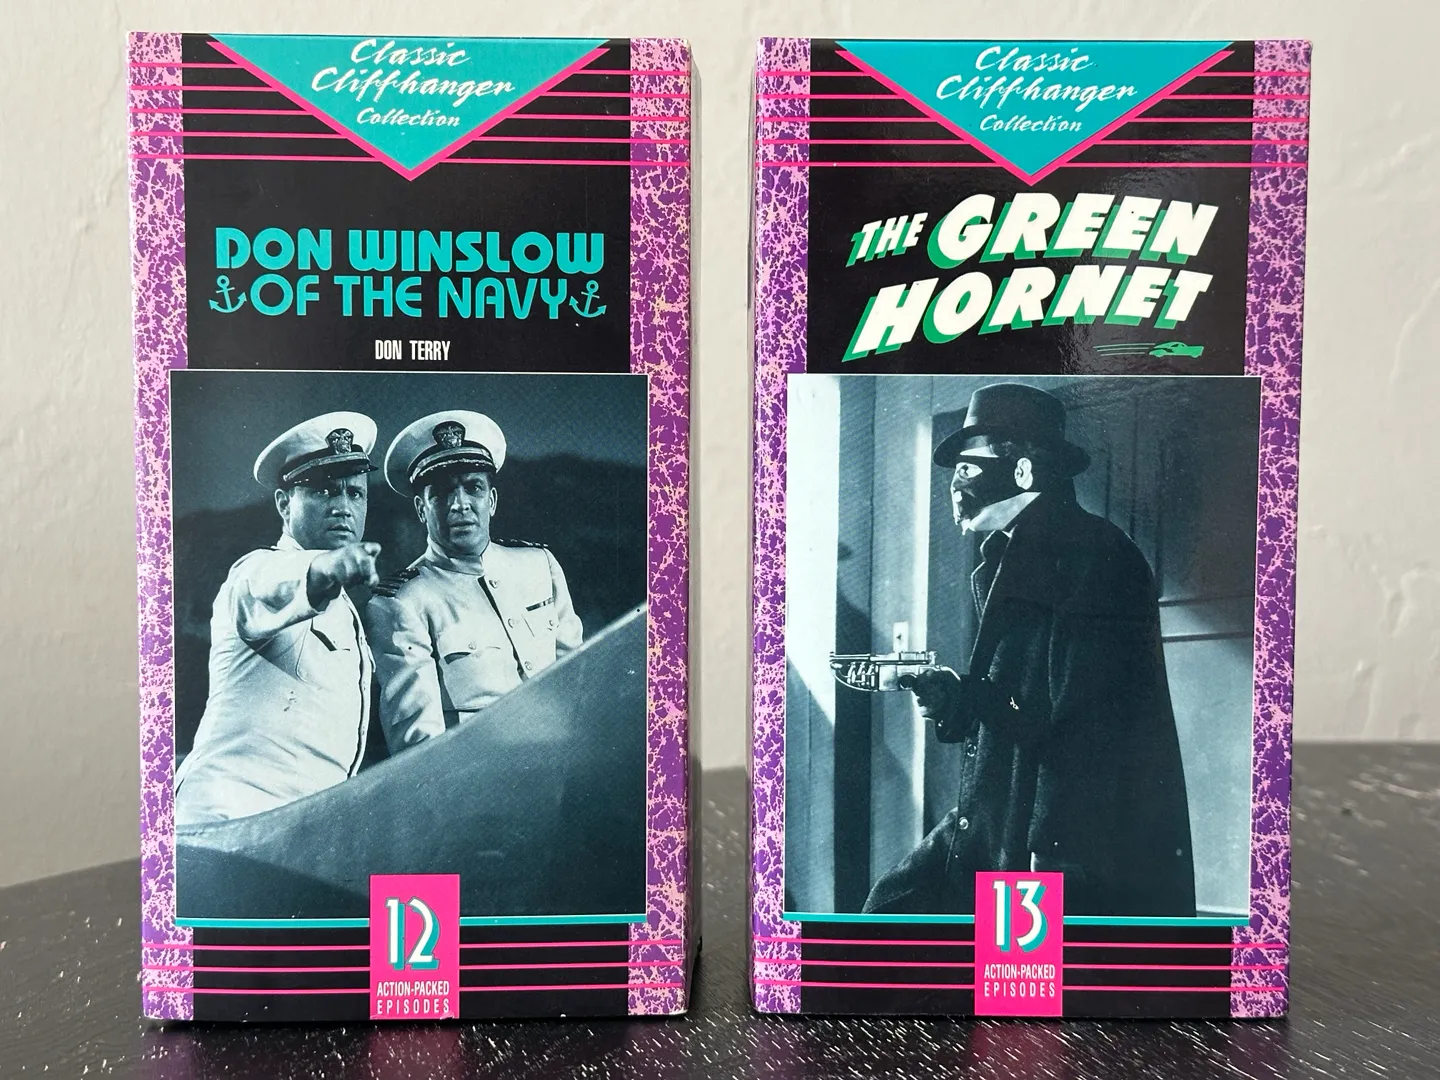 Classic
Cliffhanger
Collection
DON WINSLOW
OF THE NAVY
DON TERRY
12
ACTION-PACKED
EPISODES
Classic
Cliffhanger
Collection
THE GREEN
HORNET
13
ACTION-PACKED
EPISODES